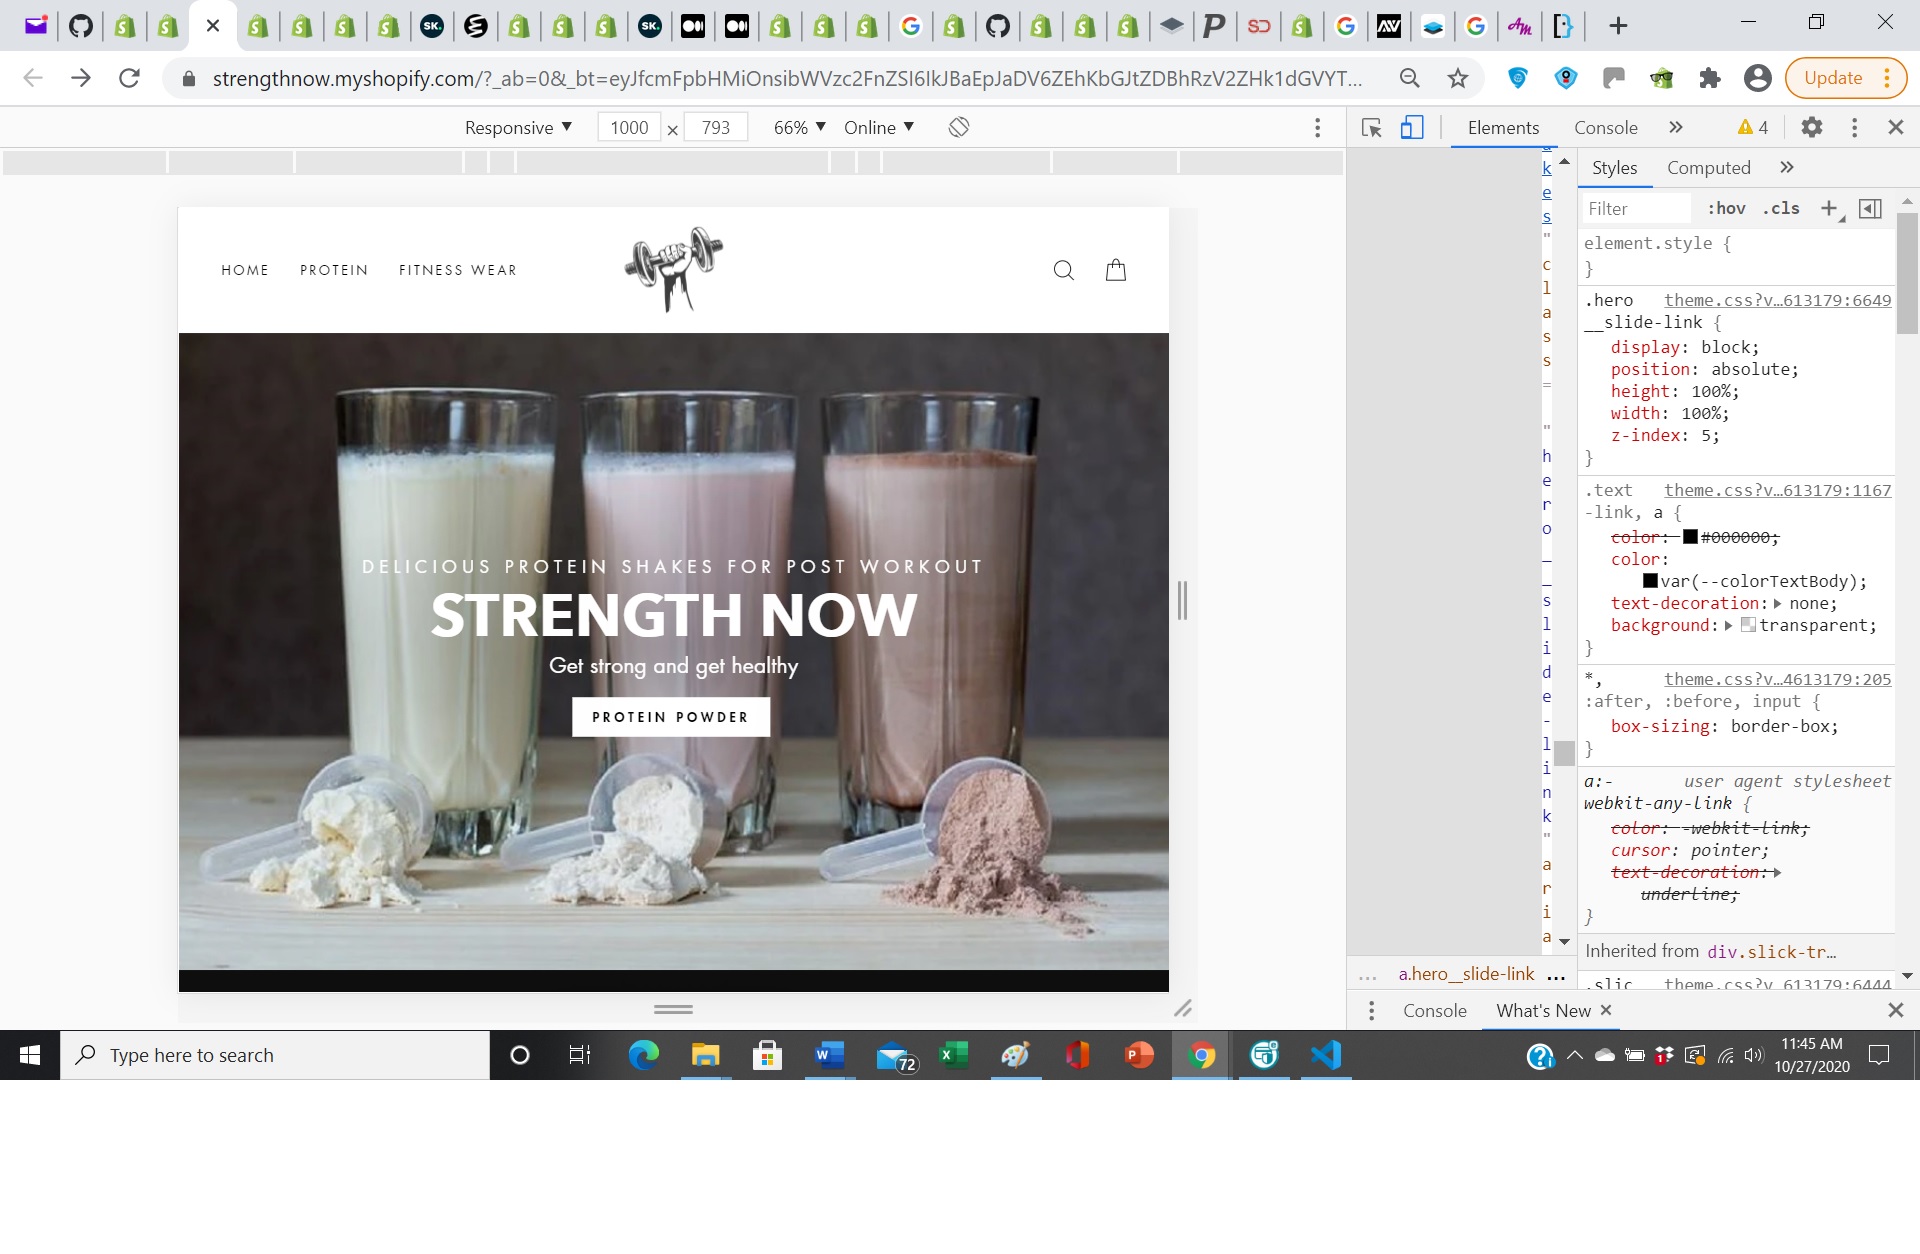 strengthnow.myshopify.com/?_ab=0&_bt=eyJfcmFpbHMiOnsibWVzc2FnZSI6IkJBaEpJaDV6ZEhKbGJtZDBhRzV2ZHk1dGVYT...
Update
Responsive
1000 × 793
66%
Online
Elements
Console
4
HOME
PROTEIN
FITNESS WEAR
DELICIOUS PROTEIN SHAKES FOR POST WORKOUT
STRENGTH NOW
Get strong and get healthy
PROTEIN POWDER
k
e
s
"
c
l
a
s
s
=
"
h
e
r
o
_
_
s
l
i
d
e
-
l
i
n
k
"
a
r
i
a
... a.hero__slide-link ...
Styles
Computed
Filter
:hov .cls
element.style {
}
.hero theme.css?v…613179:6649
__slide-link {
display: block;
position: absolute;
height: 100%;
width: 100%;
z-index: 5;
}
.text theme.css?v…613179:1167
-link, a {
color: #000000;
color:
var(--colorTextBody);
text-decoration: none;
background: transparent;
}
*, theme.css?v…4613179:205
:after, :before, input {
box-sizing: border-box;
}
a:- user agent stylesheet
webkit-any-link {
color: -webkit-link;
cursor: pointer;
text-decoration:
underline;
}
Inherited from div.slick-tr…
.slic theme.css?v…613179:6444
Console
What's New
Type here to search
72
11:45 AM
10/27/2020